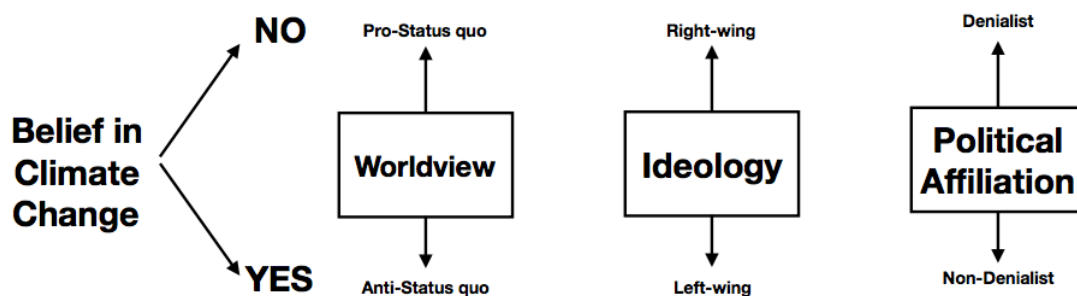 NO
Pro-Status quo
Right-wing
Denialist
Belief in
Climate
Change
Worldview
Ideology
Political
Affiliation
YES
Anti-Status quo
Left-wing
Non-Denialist